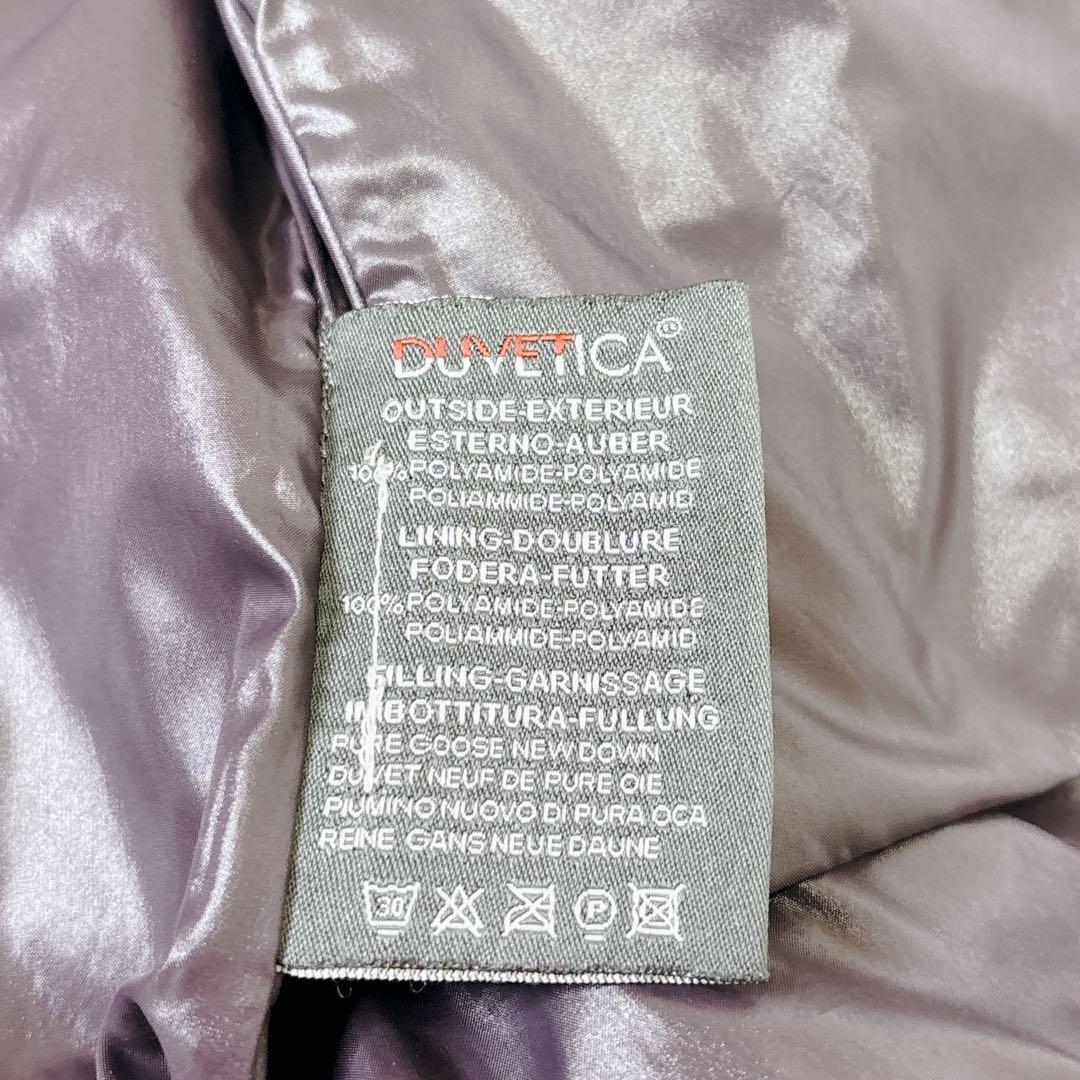 DUVETICA®
OUTSIDE-EXTERIEUR
ESTERNO-AUBER
100% POLYAMIDE-POLYAMIDE
POLIAMMIDE-POLYAMID
LINING-DOUBLURE
FODERA-FUTTER
100% POLYAMIDE-POLYAMIDE
POLIAMMIDE-POLYAMID
FILLING-GARNISSAGE
IMBOTTITURA-FULLUNG
PURE GOOSE NEW DOWN
DUVET NEUF DE PURE OIE
PIUMINO NUOVO DI PURA OCA
REINE GANS NEUE DAUNE
30 P